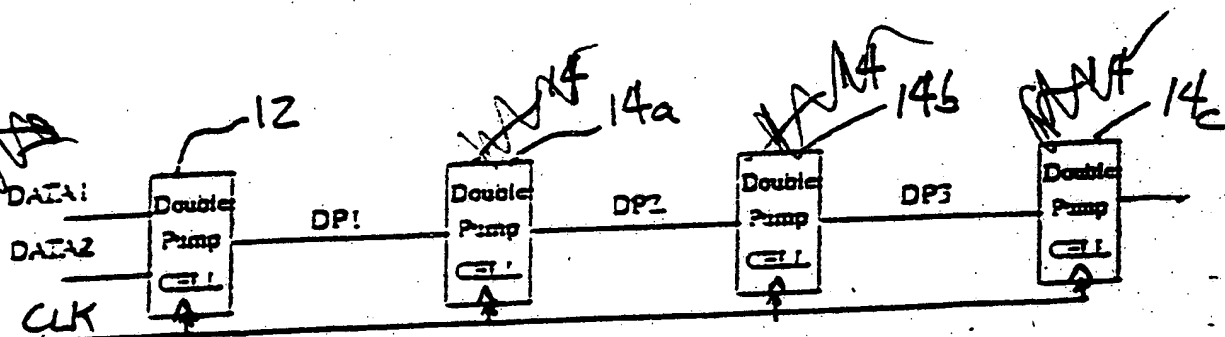 12
14a
14b
14c
DATA1
DATA2
CLK
Double
Pump
CELL
DP1
Double
Pump
CELL
DP2
Double
Pump
CELL
DP3
Double
Pump
CELL